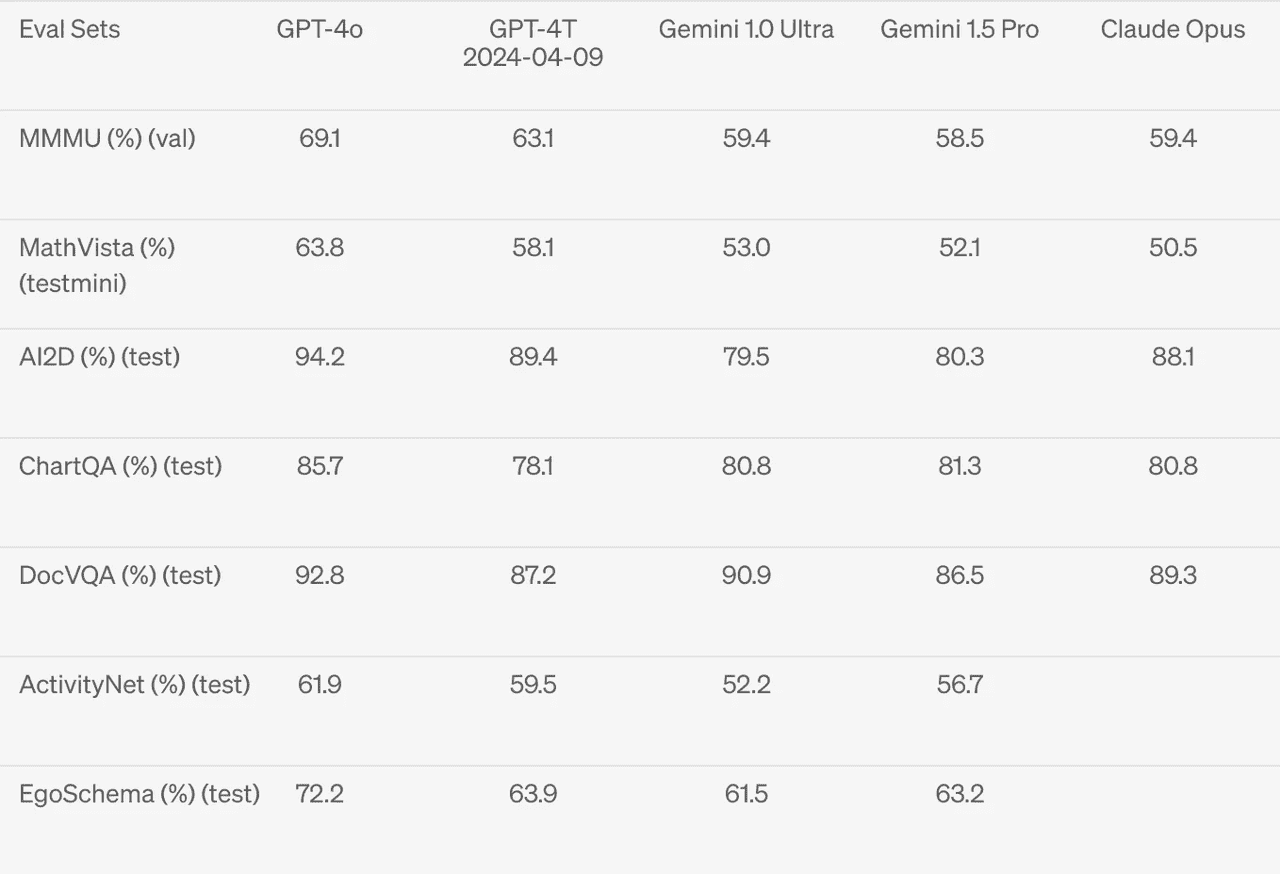 Eval Sets GPT-4o GPT-4T Gemini 1.0 Ultra Gemini 1.5 Pro Claude Opus
2024-04-09
MMMU (%) (val) 69.1 63.1 59.4 58.5 59.4
MathVista (%) 63.8 58.1 53.0 52.1 50.5
(testmini)
AI2D (%) (test) 94.2 89.4 79.5 80.3 88.1
ChartQA (%) (test) 85.7 78.1 80.8 81.3 80.8
DocVQA (%) (test) 92.8 87.2 90.9 86.5 89.3
ActivityNet (%) (test) 61.9 59.5 52.2 56.7
EgoSchema (%) (test) 72.2 63.9 61.5 63.2